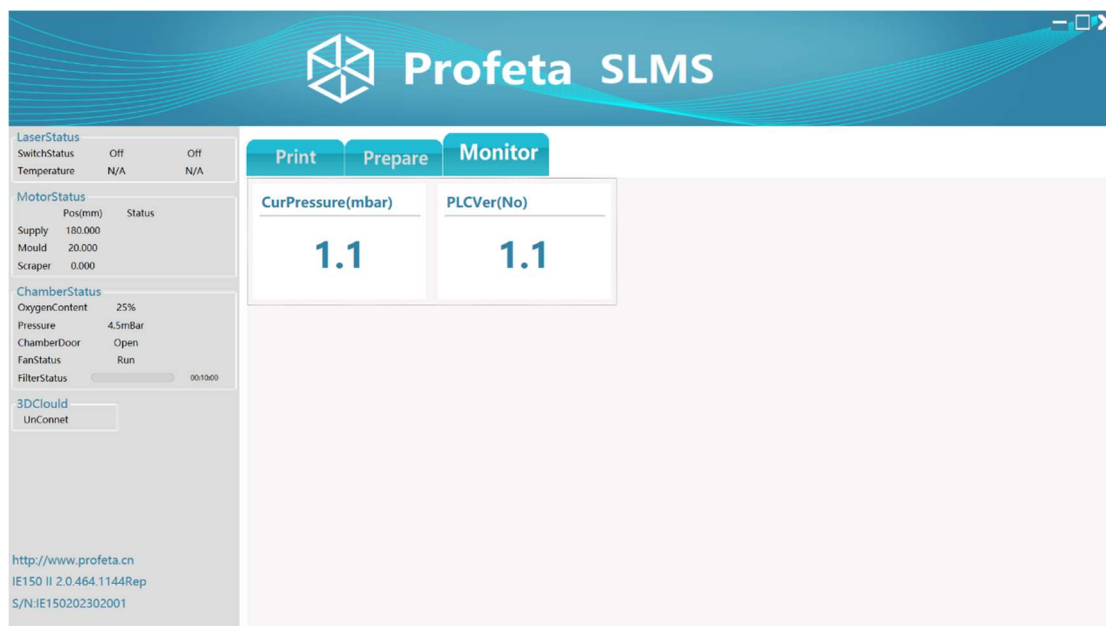 Profeta SLMS
LaserStatus
SwitchStatus Off Off
Temperature N/A N/A
MotorStatus
Pos(mm) Status
Supply 180.000
Mould 20.000
Scraper 0.000
ChamberStatus
OxygenContent 25%
Pressure 4.5mBar
ChamberDoor Open
FanStatus Run
FilterStatus 00:10:00
3DClould
UnConnet
http://www.profeta.cn
IE150 II 2.0.464.1144Rep
S/N:IE150202302001
Print Prepare Monitor
CurPressure(mbar) PLCVer(No)
1.1 1.1